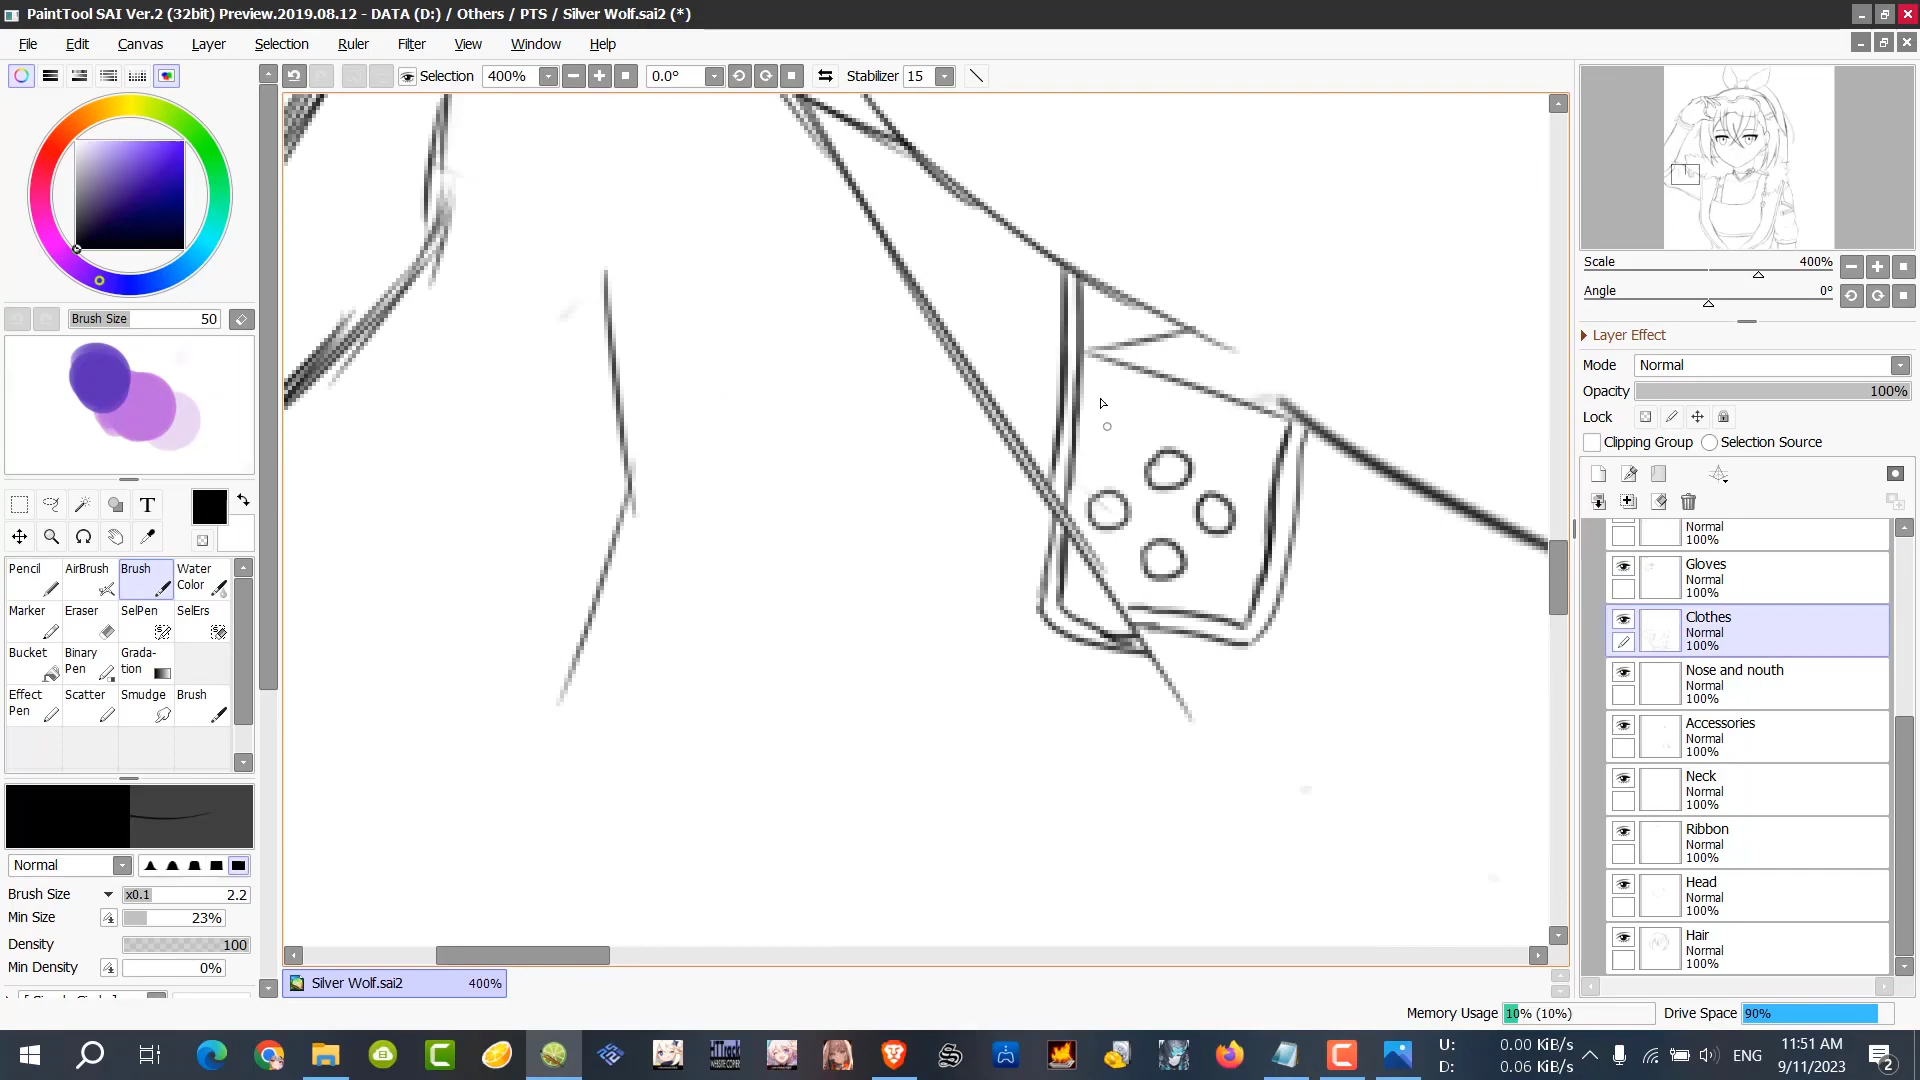 PaintTool SAI Ver.2 (32bit) Preview.2019.08.12 - DATA (D:) / Others / PTS / Silver Wolf.sai2 (*)
File Edit Canvas Layer Selection Ruler Filter View Window Help
Selection 400% 0.0° Stabilizer 15
Brush Size 50
T
Pencil AirBrush Brush Water Color
Marker Eraser SelPen SelErs
Bucket Binary Pen Grada-tion
Effect Pen Scatter Smudge Brush
Normal
Brush Size x0.1 2.2
Min Size 23%
Density 100
Min Density 0%
Silver Wolf.sai2 400%
Scale 400%
Angle 0°
Layer Effect
Mode Normal
Opacity 100%
Lock
Clipping Group Selection Source
Normal
100%
Gloves
Normal
100%
Clothes
Normal
100%
Nose and nouth
Normal
100%
Accessories
Normal
100%
Neck
Normal
100%
Ribbon
Normal
100%
Head
Normal
100%
Hair
Normal
100%
Memory Usage 10% (10%) Drive Space 90%
U: 0.00 KiB/s
D: 0.06 KiB/s
ENG
11:51 AM
9/11/2023
2